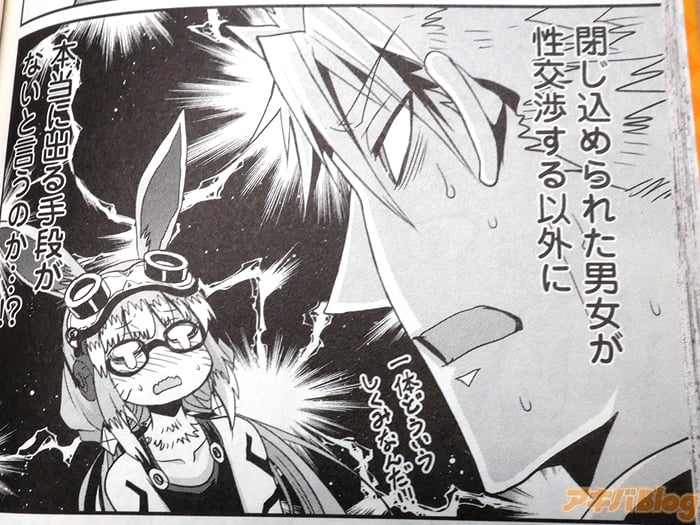 閉じ込められた男女が
性交渉する以外に
本当に出る手段が
ないと言うのか…!?
一体どういう
しくみなんだ!!
アキバBlog